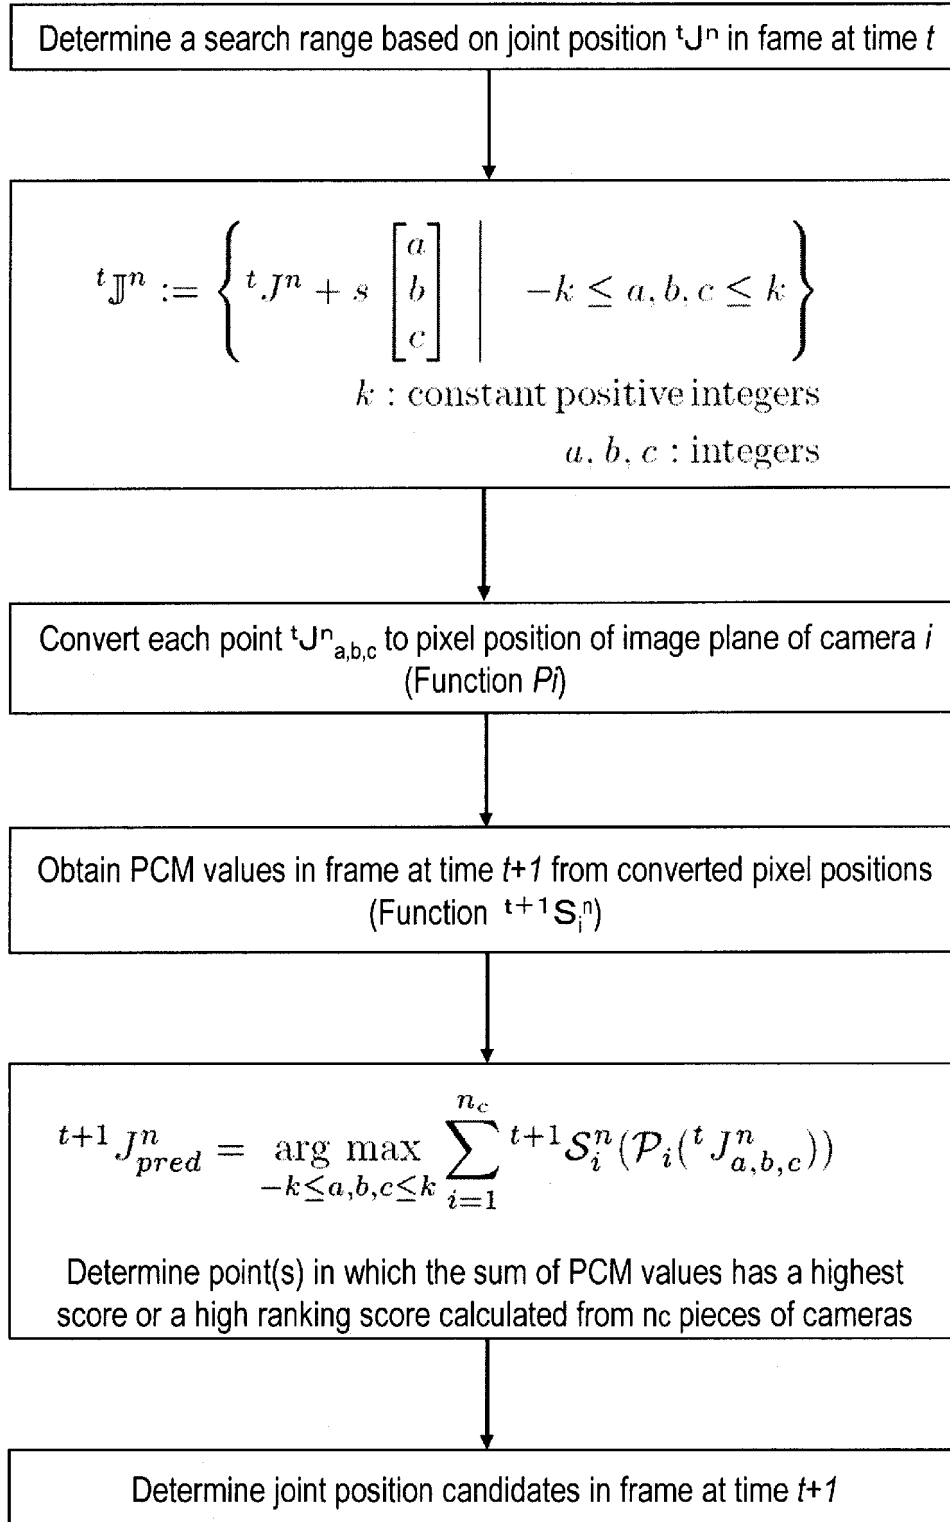 Determine a search range based on joint position ᵗJⁿ in fame at time t
ᵗ𝕁ⁿ := { ᵗJⁿ + s [a b c] | −k ≤ a, b, c ≤ k }
k : constant positive integers
a, b, c : integers
Convert each point ᵗJⁿa,b,c to pixel position of image plane of camera i
(Function Pi)
Obtain PCM values in frame at time t+1 from converted pixel positions
(Function ᵗ⁺¹Sᵢⁿ)
ᵗ⁺¹Jⁿpred = arg max −k≤a,b,c≤k ∑ i=1 nc ᵗ⁺¹𝒮ᵢⁿ(𝒫ᵢ(ᵗJⁿa,b,c))
Determine point(s) in which the sum of PCM values has a highest
score or a high ranking score calculated from nc pieces of cameras
Determine joint position candidates in frame at time t+1